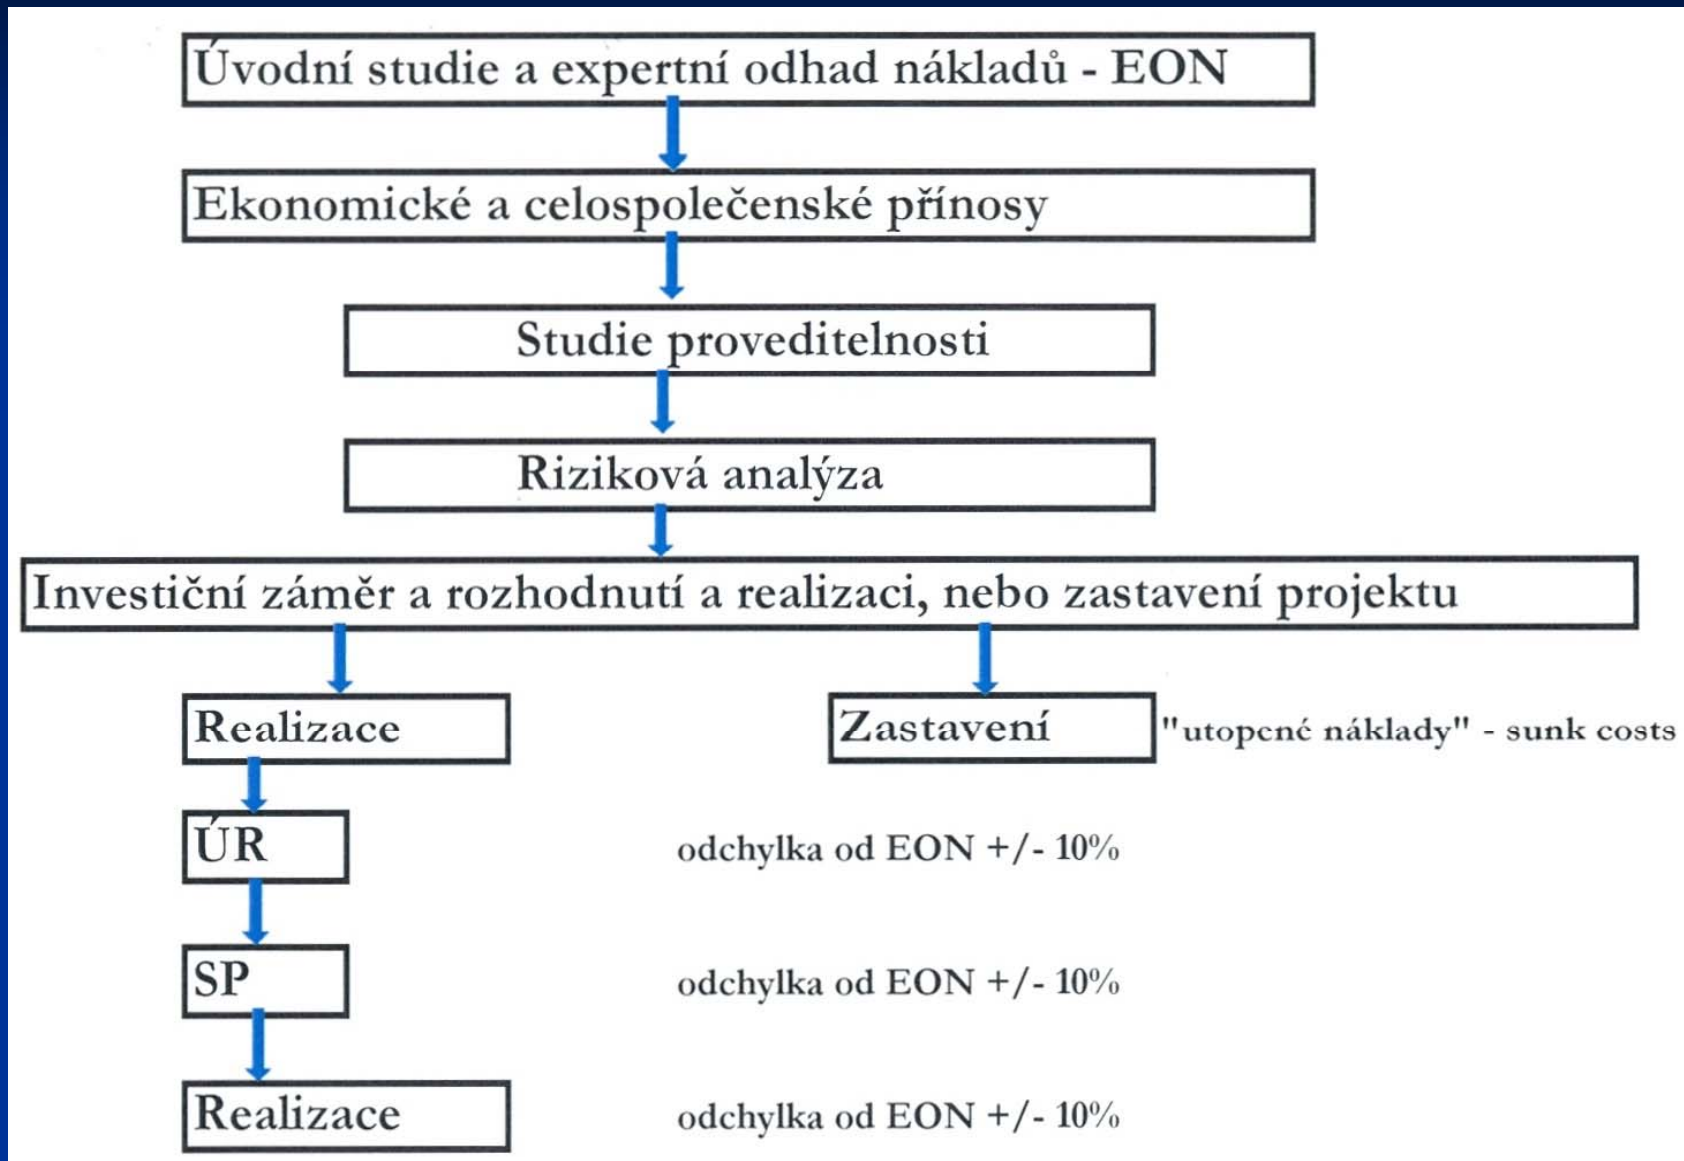 Úvodní studie a expertní odhad nákladů - EON
Ekonomické a celospolečenské přínosy
Studie proveditelnosti
Riziková analýza
Investiční záměr a rozhodnutí a realizaci, nebo zastavení projektu
Realizace
Zastavení "utopené náklady" - sunk costs
ÚR odchylka od EON +/- 10%
SP odchylka od EON +/- 10%
Realizace odchylka od EON +/- 10%